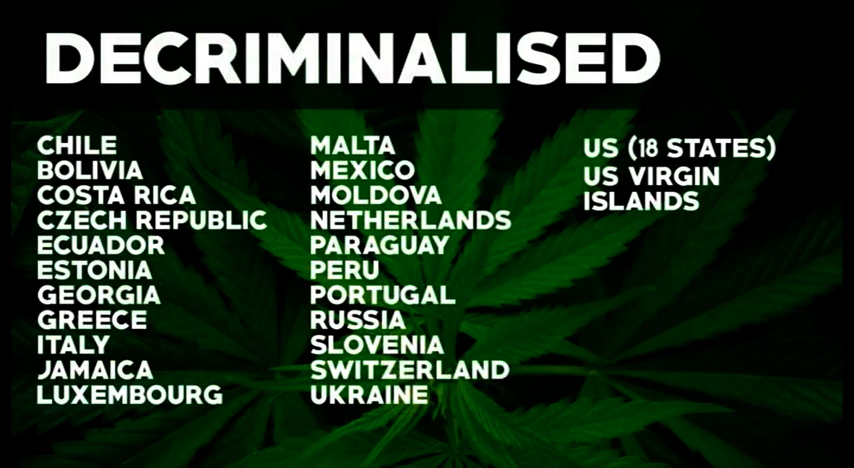 DECRIMINALISED
CHILE
BOLIVIA
COSTA RICA
CZECH REPUBLIC
ECUADOR
ESTONIA
GEORGIA
GREECE
ITALY
JAMAICA
LUXEMBOURG
MALTA
MEXICO
MOLDOVA
NETHERLANDS
PARAGUAY
PERU
PORTUGAL
RUSSIA
SLOVENIA
SWITZERLAND
UKRAINE
US (18 STATES)
US VIRGIN
ISLANDS